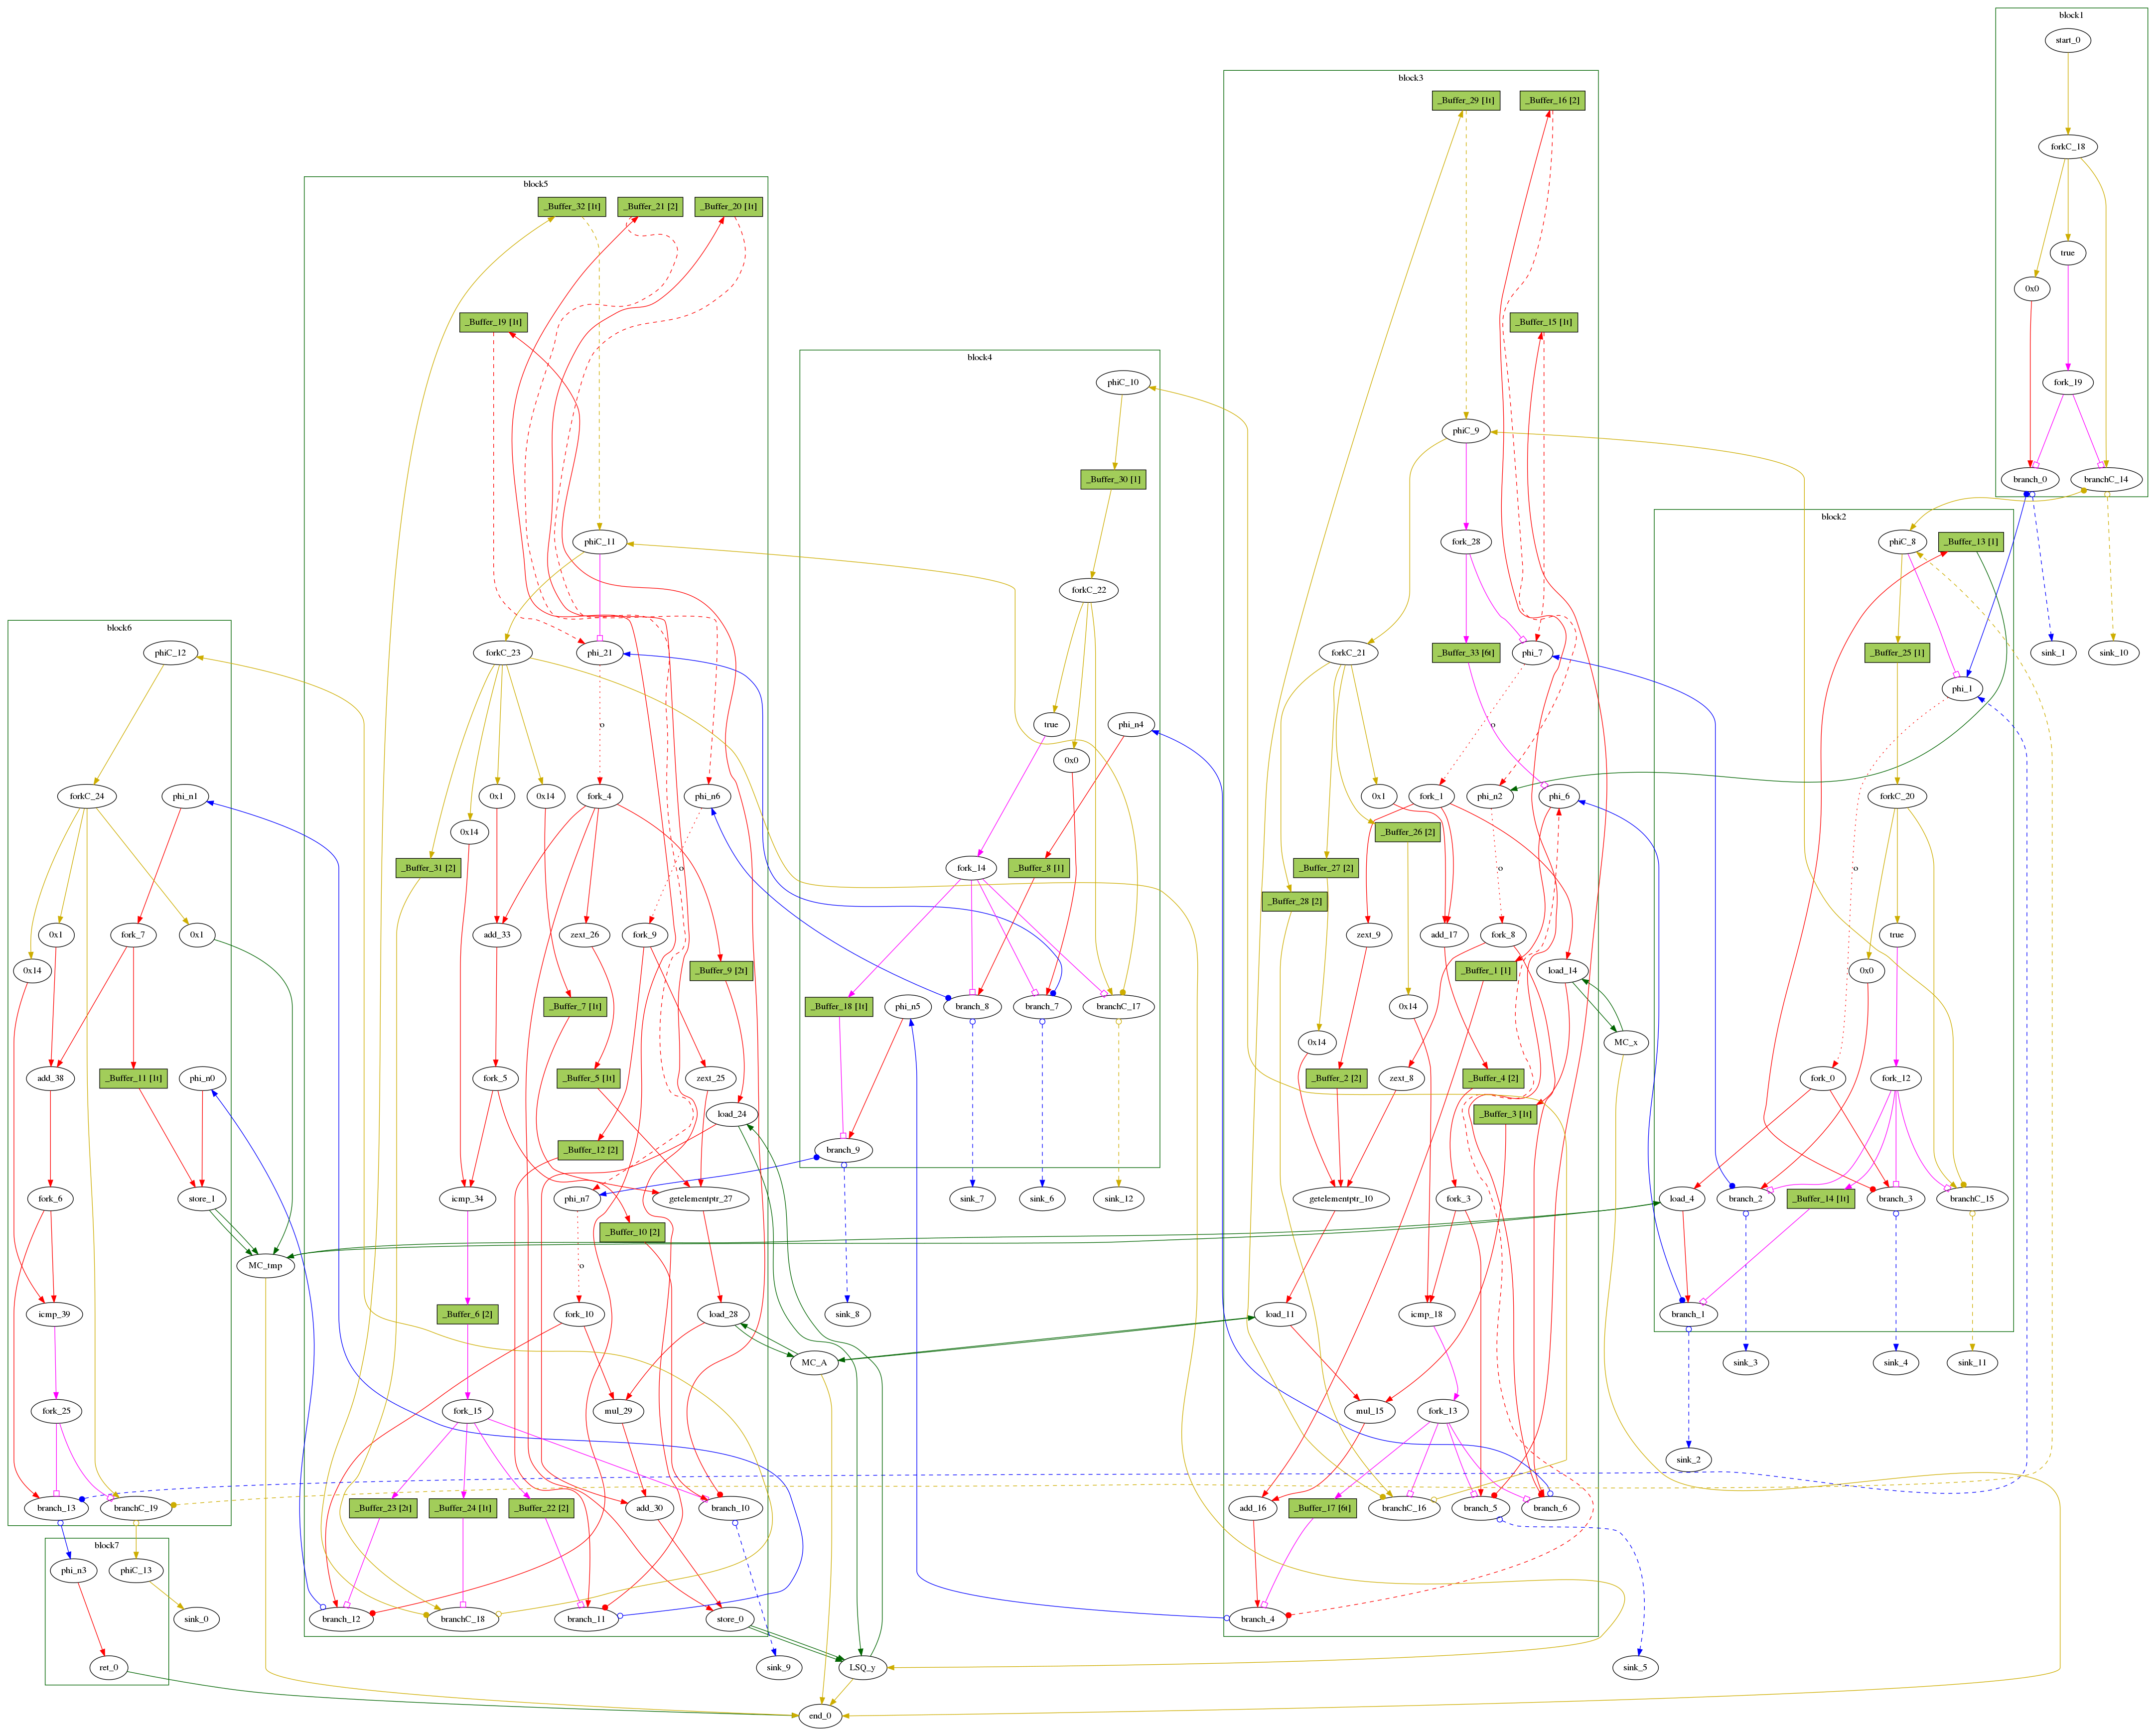 block1
start_0
forkC_18
true
0x0
fork_19
branch_0
branchC_14
sink_1
sink_10
block3
_Buffer_29 [1t]
_Buffer_16 [2]
_Buffer_15 [1t]
phiC_9
fork_28
forkC_21
_Buffer_33 [6t]
phi_7
0x1
fork_1
phi_n2
phi_6
_Buffer_26 [2]
_Buffer_27 [2]
_Buffer_28 [2]
o
o
zext_9
add_17
fork_8
_Buffer_1 [1]
load_14
0x14
0x14
MC_x
_Buffer_2 [2]
zext_8
_Buffer_4 [2]
_Buffer_3 [1t]
getelementptr_10
fork_3
load_11
icmp_18
mul_15
fork_13
add_16
_Buffer_17 [6t]
branchC_16
branch_5
branch_6
branch_4
sink_5
block2
phiC_8
_Buffer_13 [1]
_Buffer_25 [1]
phi_1
forkC_20
o
true
0x0
fork_0
fork_12
load_4
branch_2
_Buffer_14 [1t]
branch_3
branchC_15
branch_1
sink_3
sink_4
sink_11
sink_2
block4
phiC_10
_Buffer_30 [1]
forkC_22
true
phi_n4
0x0
fork_14
_Buffer_8 [1]
_Buffer_18 [1t]
phi_n5
branch_8
branch_7
branchC_17
branch_9
sink_7
sink_6
sink_12
sink_8
block5
_Buffer_32 [1t]
_Buffer_21 [2]
_Buffer_20 [1t]
_Buffer_19 [1t]
phiC_11
forkC_23
phi_21
o
0x1
0x14
fork_4
phi_n6
0x14
_Buffer_31 [2]
o
add_33
zext_26
fork_9
_Buffer_9 [2t]
_Buffer_7 [1t]
fork_5
_Buffer_5 [1t]
zext_25
load_24
_Buffer_12 [2]
icmp_34
phi_n7
getelementptr_27
_Buffer_10 [2]
o
_Buffer_6 [2]
fork_10
load_28
MC_A
fork_15
mul_29
_Buffer_23 [2t]
_Buffer_24 [1t]
_Buffer_22 [2]
add_30
branch_10
branch_12
branchC_18
branch_11
store_0
sink_9
LSQ_y
end_0
block6
phiC_12
forkC_24
phi_n1
0x1
fork_7
0x1
0x14
add_38
_Buffer_11 [1t]
phi_n0
fork_6
store_1
MC_tmp
icmp_39
fork_25
branch_13
branchC_19
block7
phi_n3
phiC_13
sink_0
ret_0